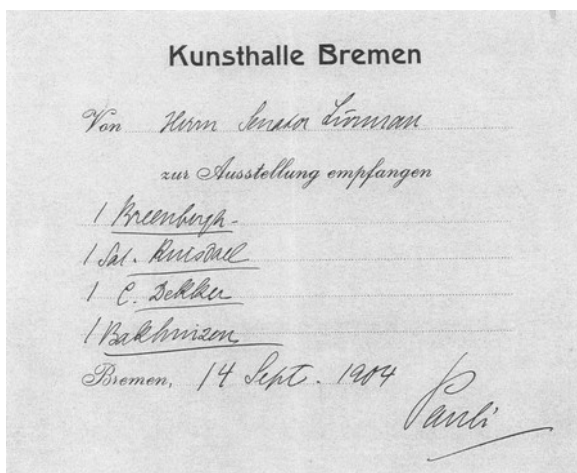 Kunsthalle Bremen
Von Herrn Senator Lürman
zur Ausstellung empfangen
1 Breenbergh -
1 Sal. Ruisdael
1 C. Dekker
1 Bakhuizen
Bremen, 14 Sept. 1904
Pauli